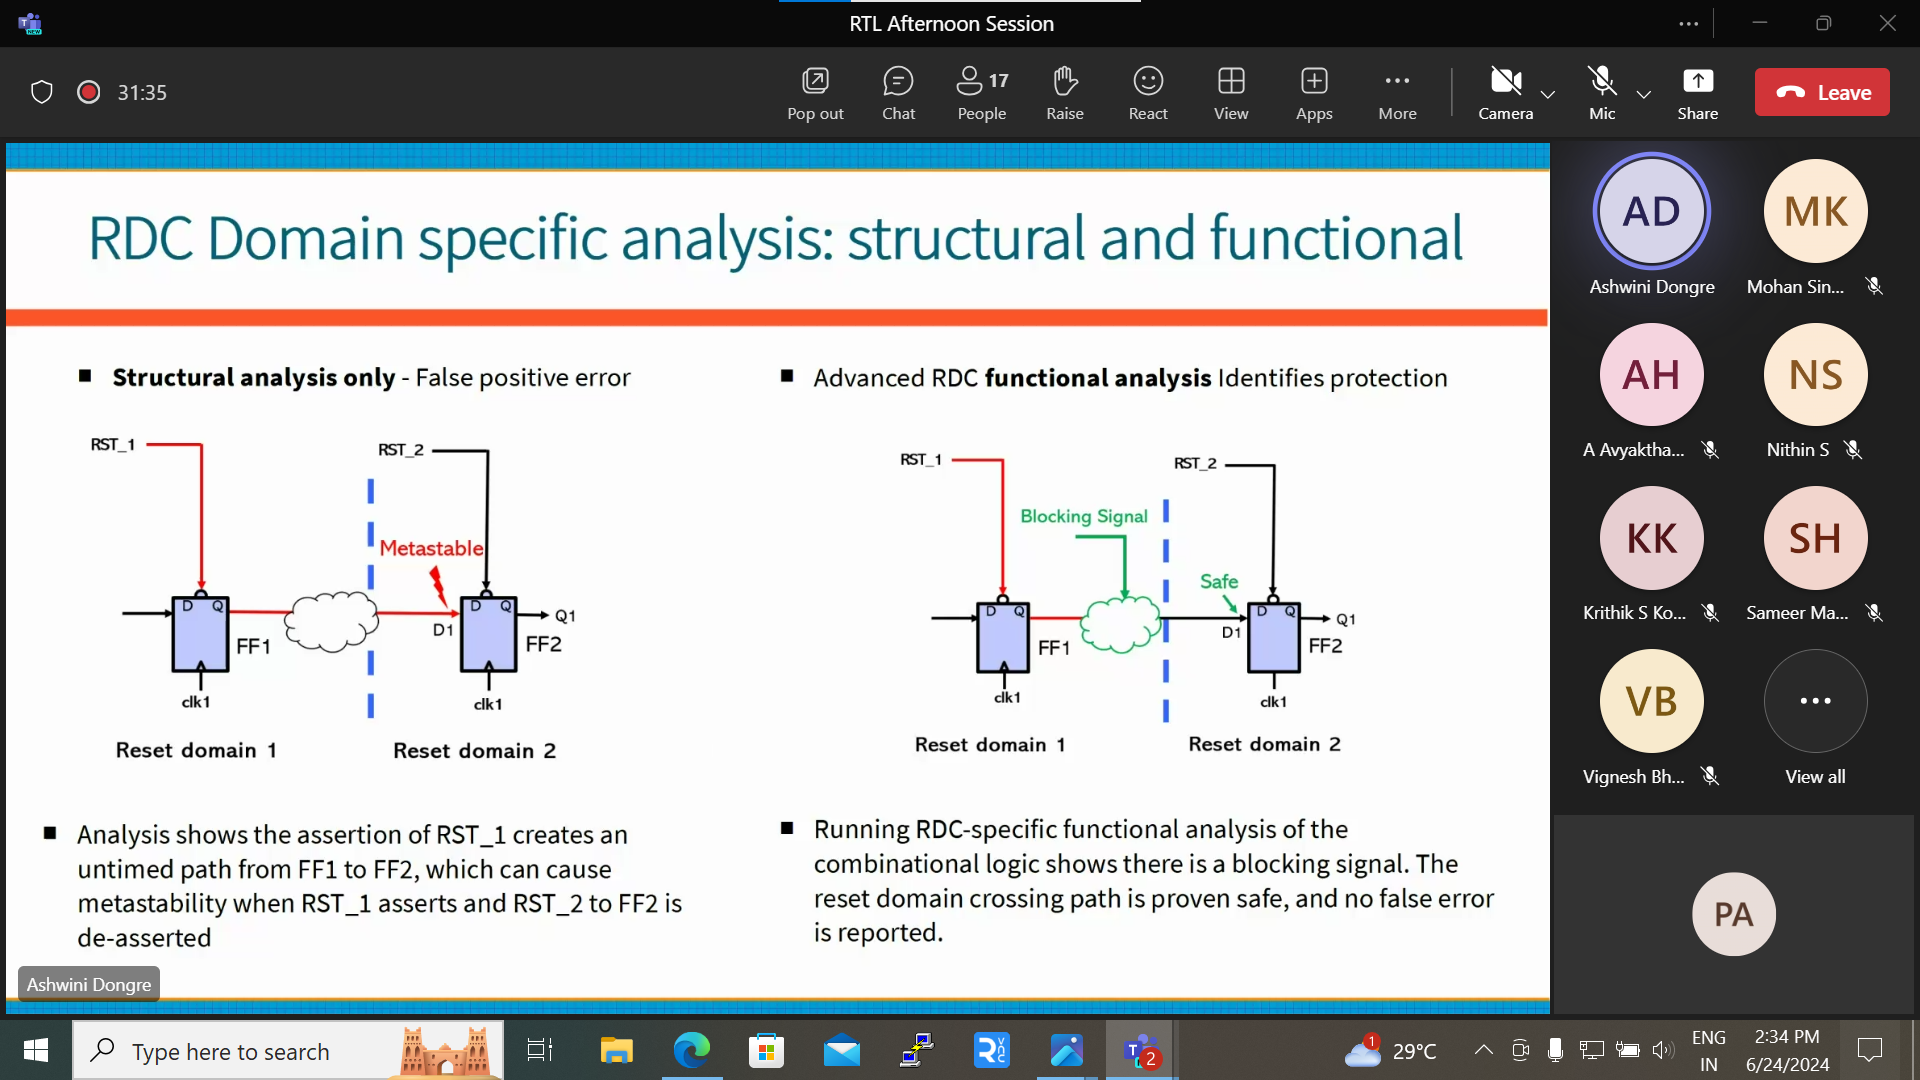 RTL Afternoon Session
31:35
Pop out
Chat
17
People
Raise
React
View
Apps
More
Camera
Mic
Share
Leave
RDC Domain specific analysis: structural and functional
■ Structural analysis only - False positive error
RST_1
RST_2
Metastable
D Q
FF1
clk1
D Q
D1
Q1
FF2
clk1
Reset domain 1
Reset domain 2
■ Analysis shows the assertion of RST_1 creates an
untimed path from FF1 to FF2, which can cause
metastability when RST_1 asserts and RST_2 to FF2 is
de-asserted
■ Advanced RDC functional analysis Identifies protection
RST_1
RST_2
Blocking Signal
Safe
D Q
FF1
clk1
D Q
D1
Q1
FF2
clk1
Reset domain 1
Reset domain 2
■ Running RDC-specific functional analysis of the
combinational logic shows there is a blocking signal. The
reset domain crossing path is proven safe, and no false error
is reported.
Ashwini Dongre
AD
Ashwini Dongre
MK
Mohan Sin...
AH
A Avyaktha...
NS
Nithin S
KK
Krithik S Ko...
SH
Sameer Ma...
VB
Vignesh Bh...
View all
PA
Type here to search
2
1
29°C
ENG
IN
2:34 PM
6/24/2024